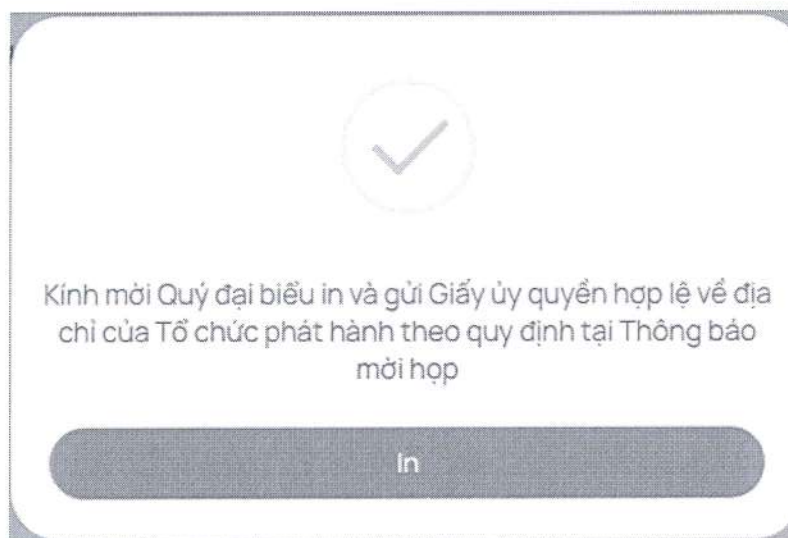 Kính mời Quý đại biểu in và gửi Giấy ủy quyền hợp lệ về địa
chỉ của Tổ chức phát hành theo quy định tại Thông báo
mời họp
In